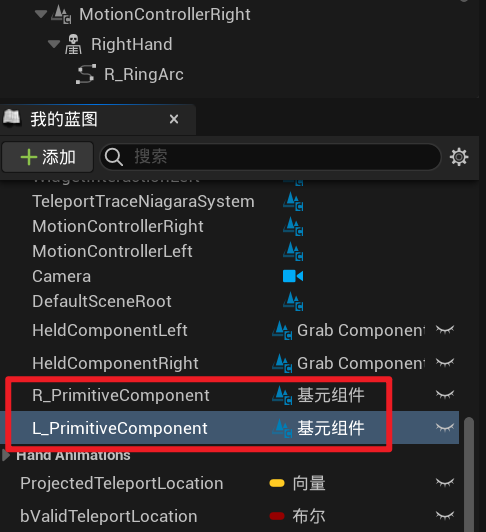 MotionControllerRight
RightHand
R_RingArc
我的蓝图 ×
添加 搜索
WidgetInteractionLeft
TeleportTraceNiagaraSystem
MotionControllerRight
MotionControllerLeft
Camera
DefaultSceneRoot
HeldComponentLeft Grab Component
HeldComponentRight Grab Component
R_PrimitiveComponent 基元组件
L_PrimitiveComponent 基元组件
Hand Animations
ProjectedTeleportLocation 向量
bValidTeleportLocation 布尔